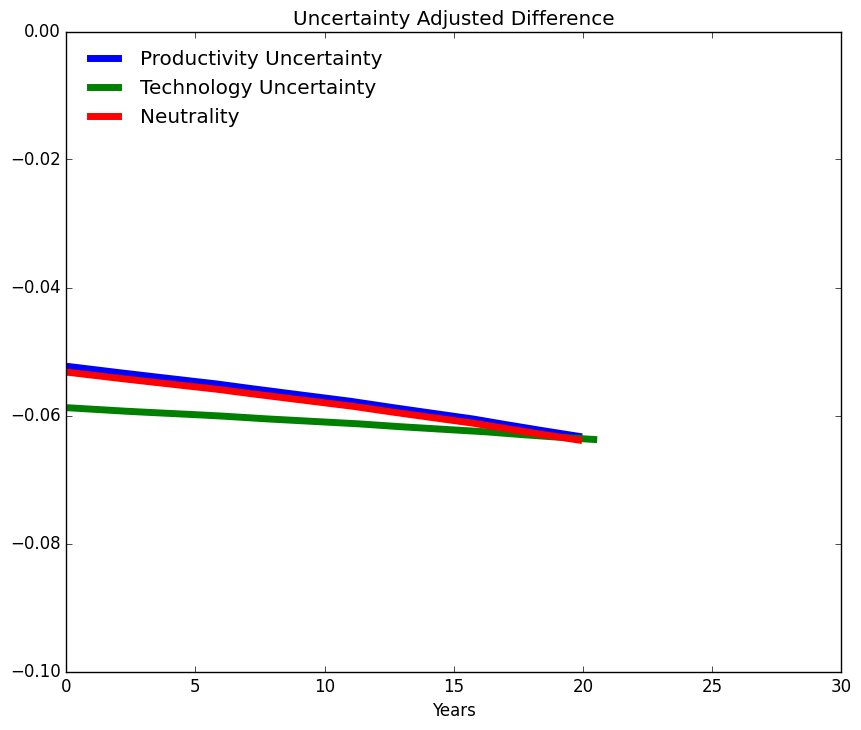 Uncertainty Adjusted Difference
0.00
Productivity Uncertainty
Technology Uncertainty
Neutrality
−0.02
−0.04
−0.06
−0.08
−0.10
0 5 10 15 20 25 30
Years